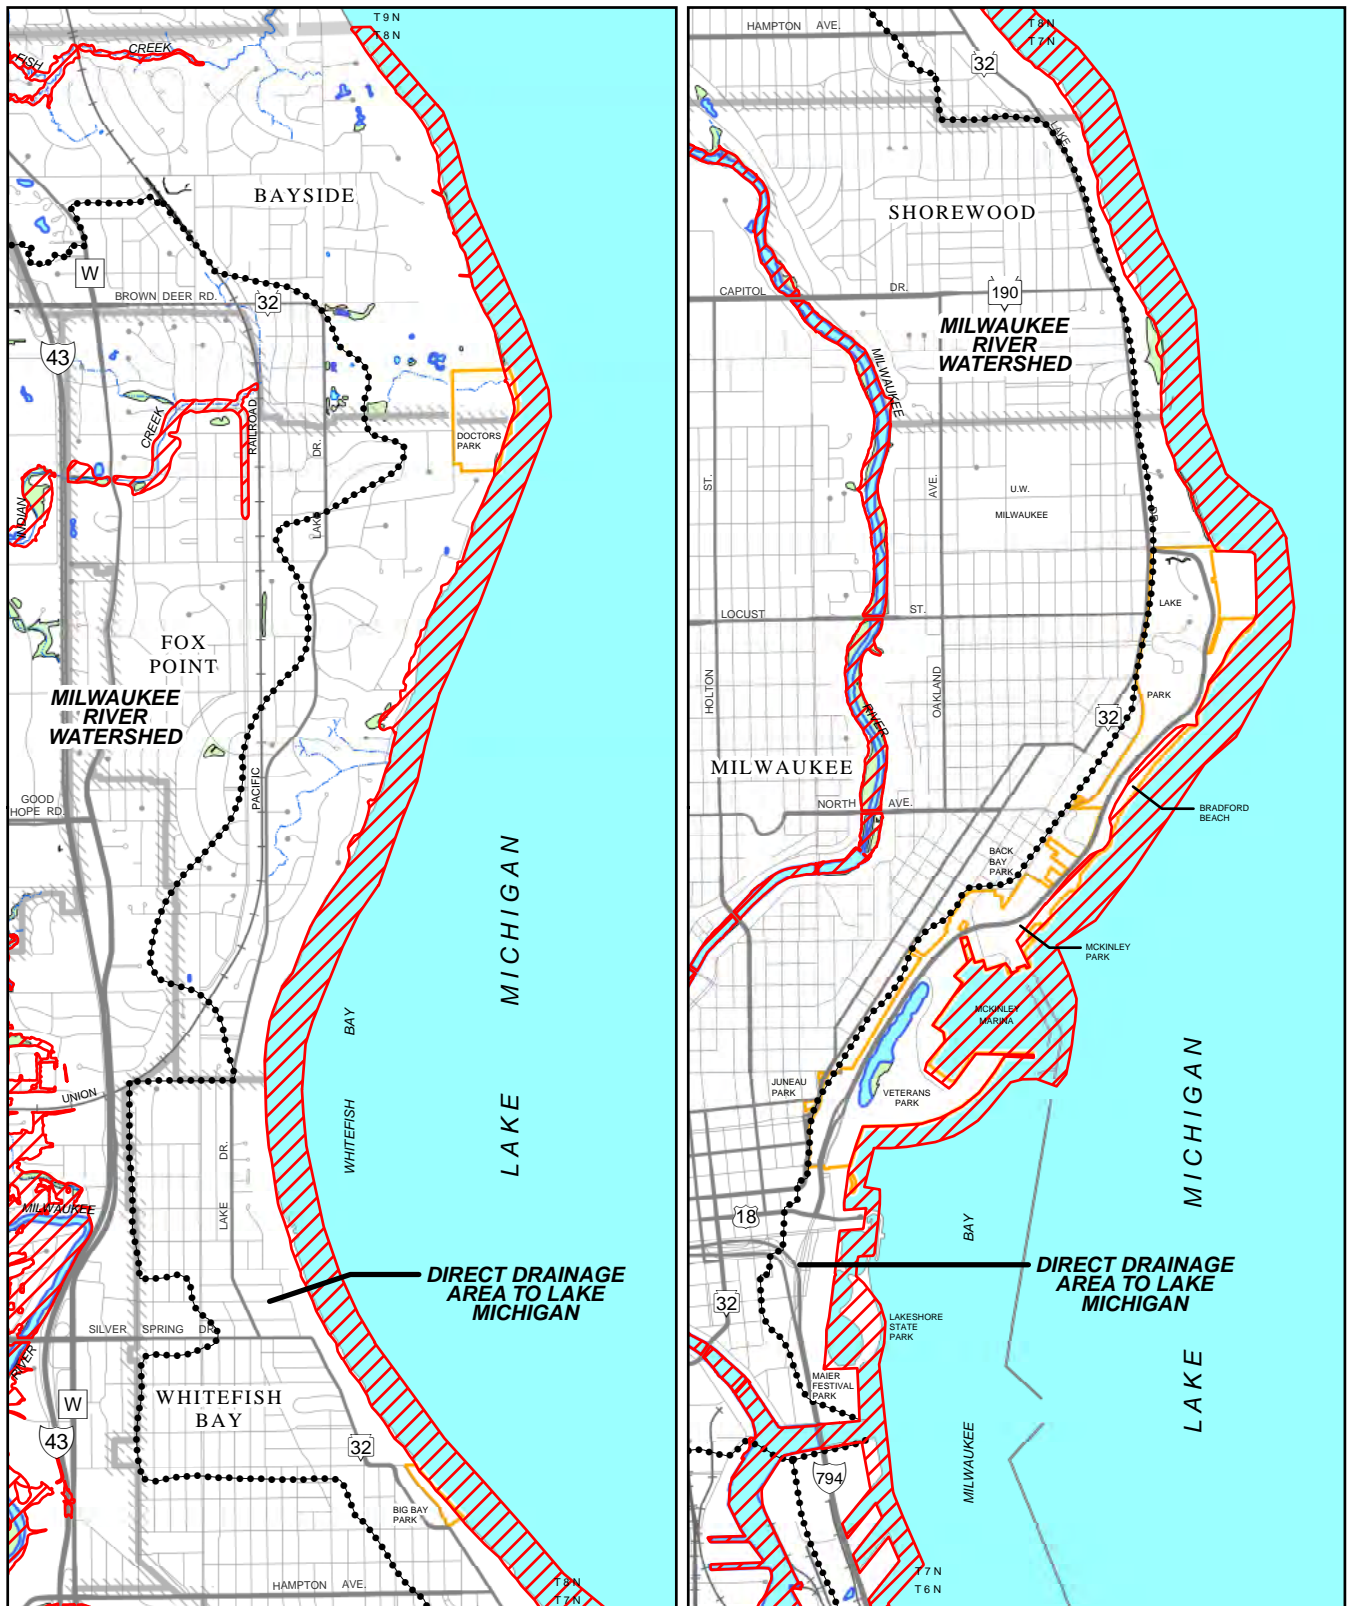 T 9 N
T 8 N
FISH
CREEK
BAYSIDE
W
BROWN DEER RD.
32
43
CREEK
RAILROAD
DR.
DOCTORS
PARK
INDIAN
LAKE
FOX
POINT
MILWAUKEE
RIVER
WATERSHED
PACIFIC
GOOD
HOPE RD.
LAKE MICHIGAN
WHITEFISH BAY
UNION
DR.
LAKE
MILWAUKEE
RIVER
DIRECT DRAINAGE
AREA TO LAKE
MICHIGAN
SILVER SPRING DR.
W
WHITEFISH
BAY
43
32
BIG BAY
PARK
HAMPTON AVE.
T 8 N
T 7 N
HAMPTON AVE.
T 8 N
T 7 N
32
LAKE
SHOREWOOD
CAPITOL DR.
190
MILWAUKEE
RIVER
WATERSHED
MILWAUKEE
ST.
AVE.
U.W.
MILWAUKEE
DR.
LAKE
LOCUST ST.
HOLTON
OAKLAND
PARK
32
RIVER
MILWAUKEE
NORTH AVE.
BRADFORD
BEACH
BACK
BAY
PARK
MCKINLEY
PARK
MCKINLEY
MARINA
JUNEAU
PARK
VETERANS
PARK
LAKE MICHIGAN
18
MILWAUKEE BAY
DIRECT DRAINAGE
AREA TO LAKE
MICHIGAN
32
LAKESHORE
STATE
PARK
MAIER
FESTIVAL
PARK
794
T 7 N
T 6 N